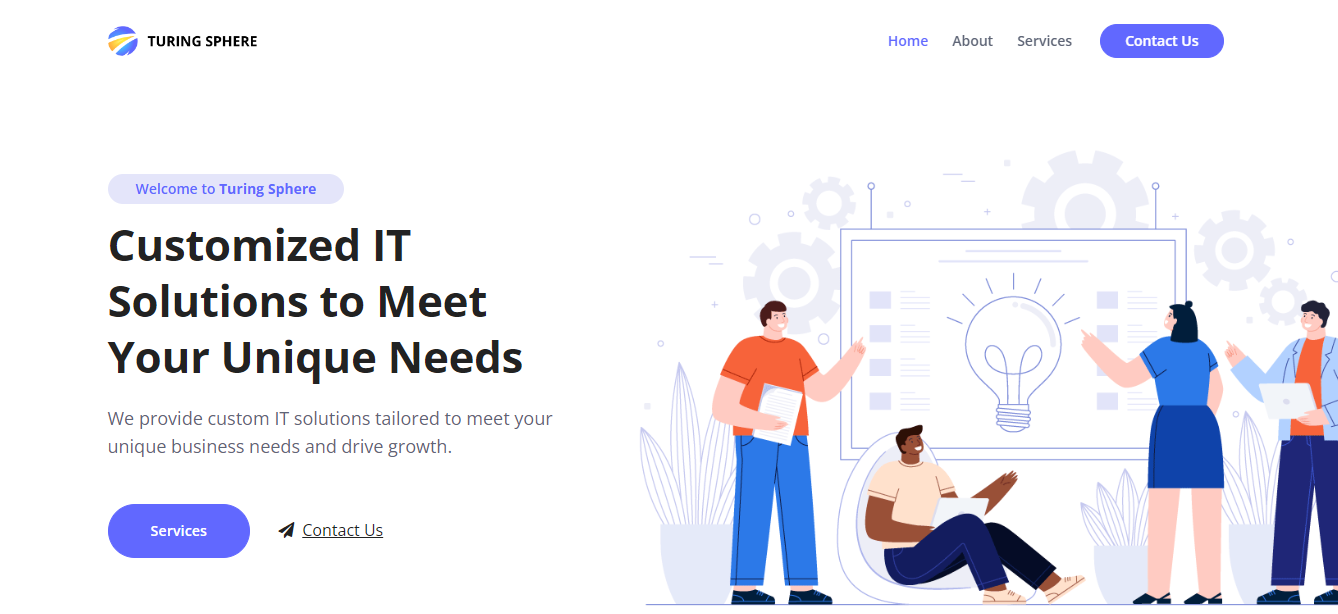 TURING SPHERE
Home About Services Contact Us
Welcome to Turing Sphere
Customized IT
Solutions to Meet
Your Unique Needs
We provide custom IT solutions tailored to meet your
unique business needs and drive growth.
Services Contact Us